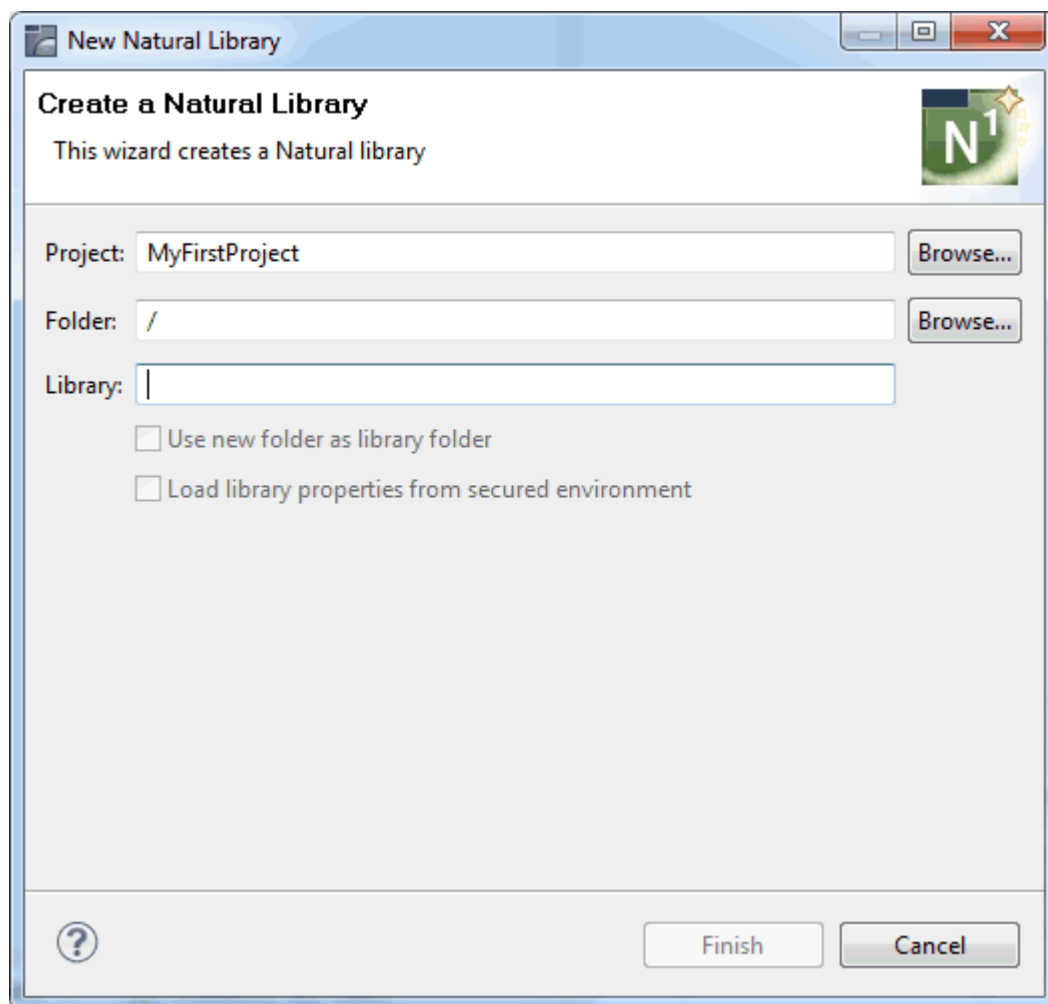 New Natural Library
Create a Natural Library
This wizard creates a Natural library
N1
Project: MyFirstProject Browse...
Folder: / Browse...
Library:
Use new folder as library folder
Load library properties from secured environment
? Finish Cancel